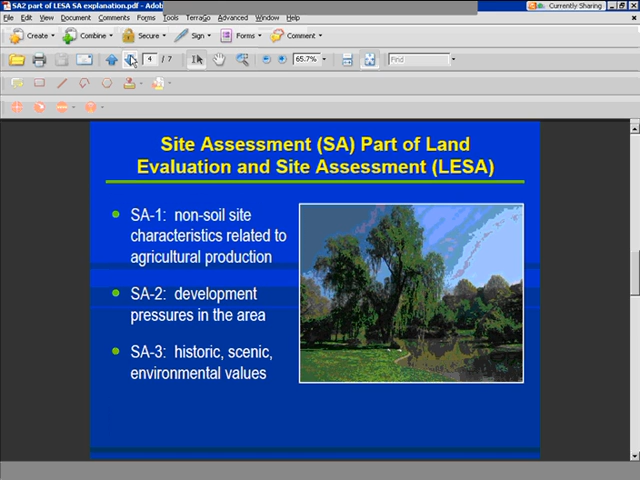 SA2 part of LESA SA explanation.pdf - Adob
Currently Sharing
File Edit View Document Comments Forms Tools TerraGo Advanced Window Help
Create Combine Secure Sign Forms Comment
4 / 7 65.7% Find
Site Assessment (SA) Part of Land
Evaluation and Site Assessment (LESA)
SA-1: non-soil site
characteristics related to
agricultural production
SA-2: development
pressures in the area
SA-3: historic, scenic,
environmental values